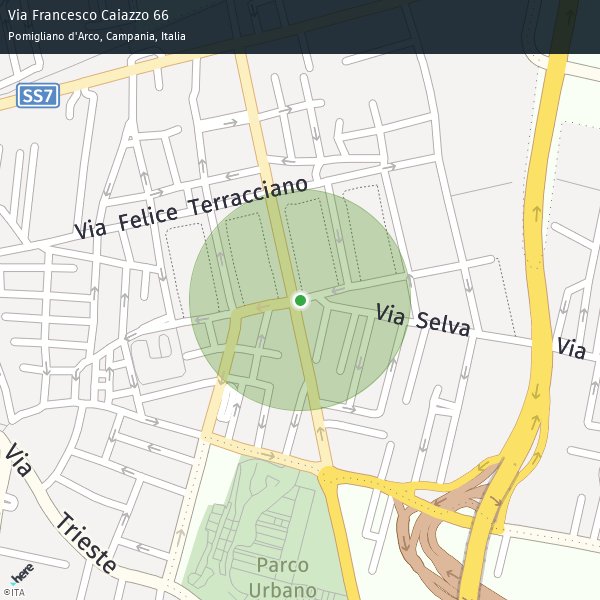 Via Francesco Caiazzo 66
Pomigliano d'Arco, Campania, Italia
SS7
Via Felice Terracciano
Via Selva
Via
Via Trieste
Parco
Urbano
here
©ITA